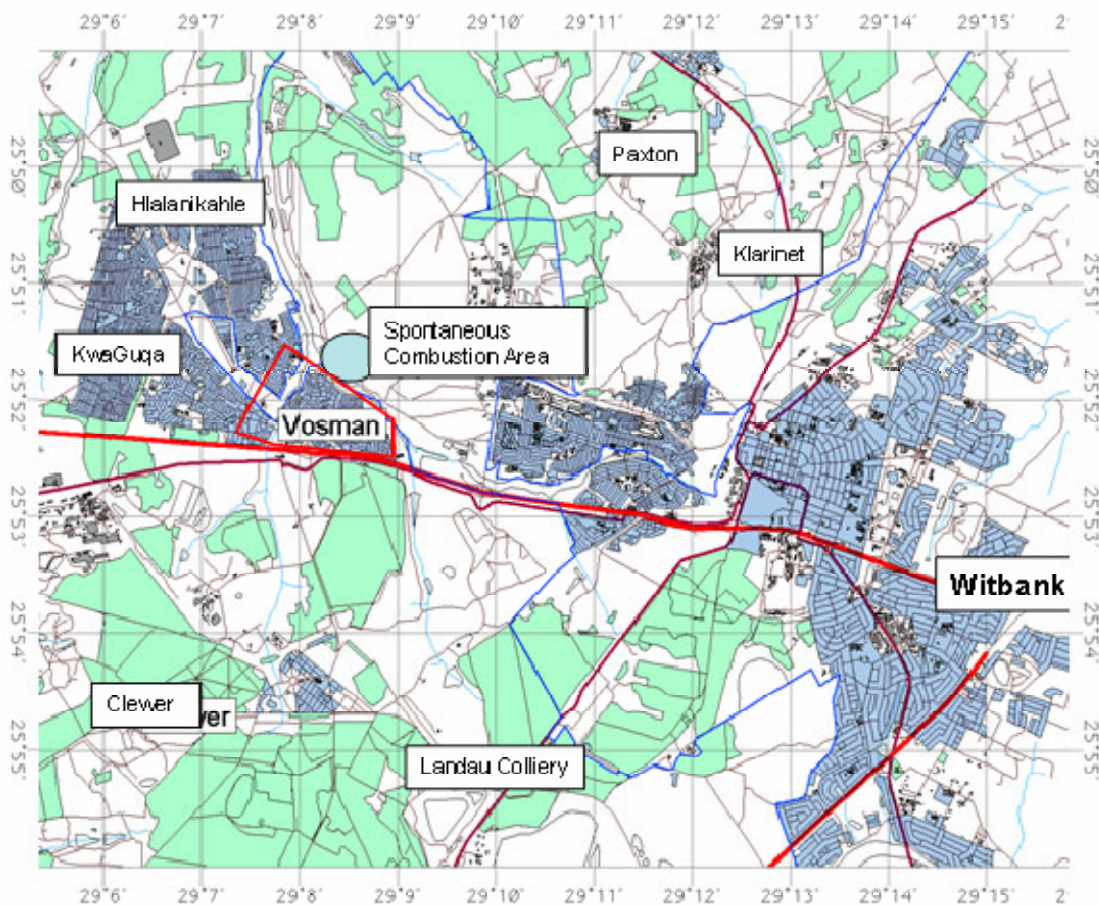 29°6' 29°7' 29°8' 29°9' 29°10' 29°11' 29°12' 29°13' 29°14' 29°15' 2
25°50' 25°50'
Paxton
Hlalanikahle
Klarinet
25°51' 25°51'
Spontaneous
Combustion Area
KwaGuqa
25°52' 25°52'
Vosman
25°53' 25°53'
Witbank
25°54' 25°54'
Clewer wer
25°55' 25°55'
Landau Colliery
29°6' 29°7' 29°8' 29°9' 29°10' 29°11' 29°12' 29°13' 29°14' 29°15' 2